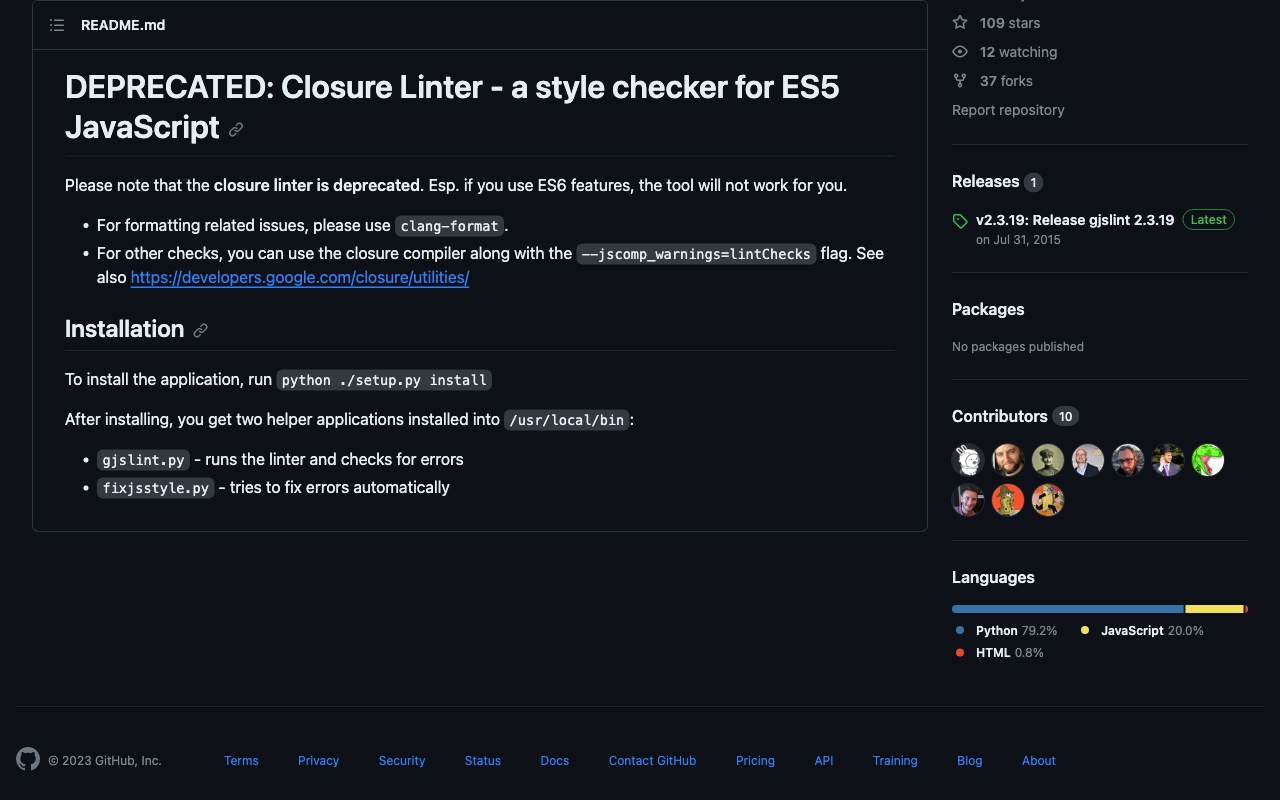 README.md
DEPRECATED: Closure Linter - a style checker for ES5
JavaScript
Please note that the closure linter is deprecated. Esp. if you use ES6 features, the tool will not work for you.
• For formatting related issues, please use clang-format.
• For other checks, you can use the closure compiler along with the --jscomp_warnings=lintChecks flag. See
also https://developers.google.com/closure/utilities/
Installation
To install the application, run python ./setup.py install
After installing, you get two helper applications installed into /usr/local/bin:
• gjslint.py - runs the linter and checks for errors
• fixjsstyle.py - tries to fix errors automatically
109 stars
12 watching
37 forks
Report repository
Releases 1
v2.3.19: Release gjslint 2.3.19 Latest
on Jul 31, 2015
Packages
No packages published
Contributors 10
Languages
Python 79.2% JavaScript 20.0%
HTML 0.8%
© 2023 GitHub, Inc. Terms Privacy Security Status Docs Contact GitHub Pricing API Training Blog About